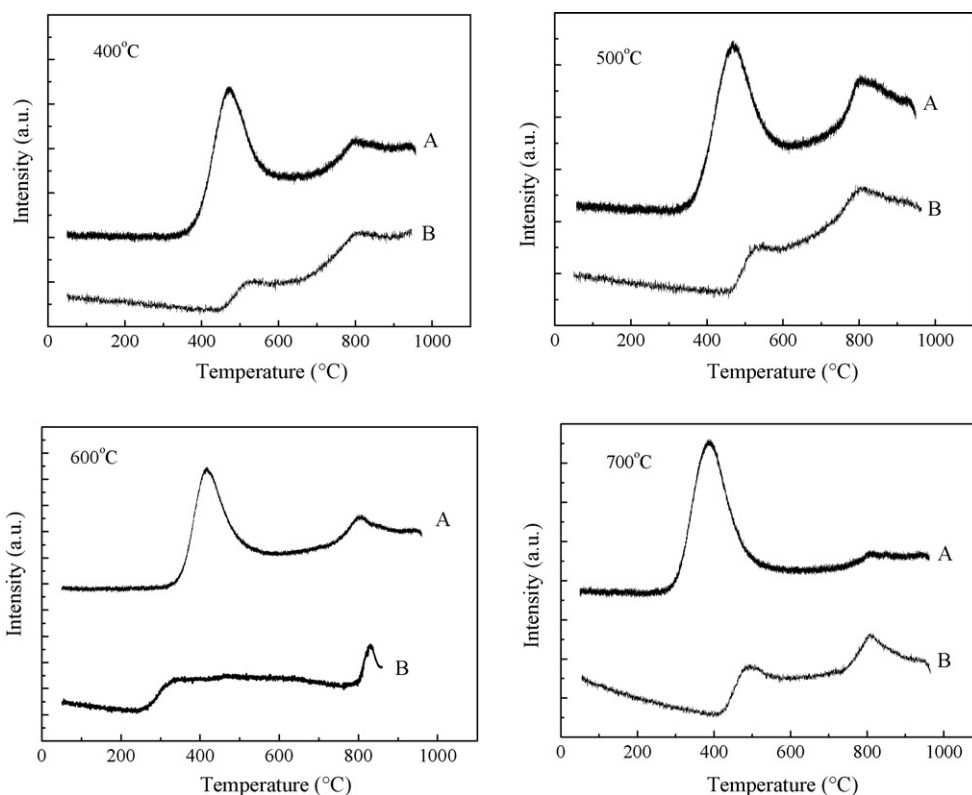 400°C
A
B
Intensity (a.u.)
0 200 400 600 800 1000
Temperature (°C)
500°C
A
B
Intensity (a.u.)
0 200 400 600 800 1000
Temperature (°C)
600°C
A
B
Intensity (a.u.)
0 200 400 600 800 1000
Temperature (°C)
700°C
A
B
Intensity (a.u.)
0 200 400 600 800 1000
Temperature (°C)